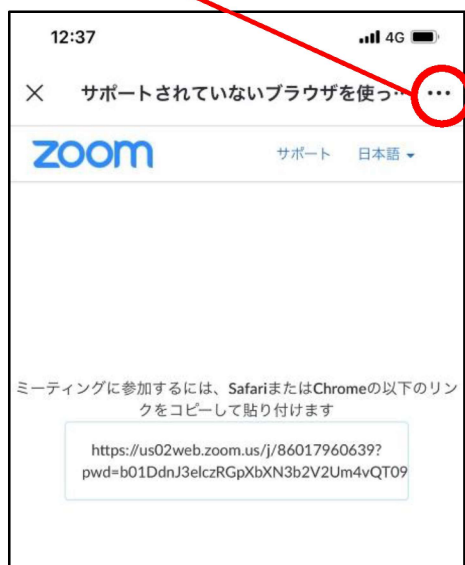 12:37 4G
× サポートされていないブラウザを使っ… •••
zoom サポート 日本語
ミーティングに参加するには、SafariまたはChromeの以下のリン
クをコピーして貼り付けます
https://us02web.zoom.us/j/86017960639?
pwd=b01DdnJ3elczRGpXbXN3b2V2Um4vQT09